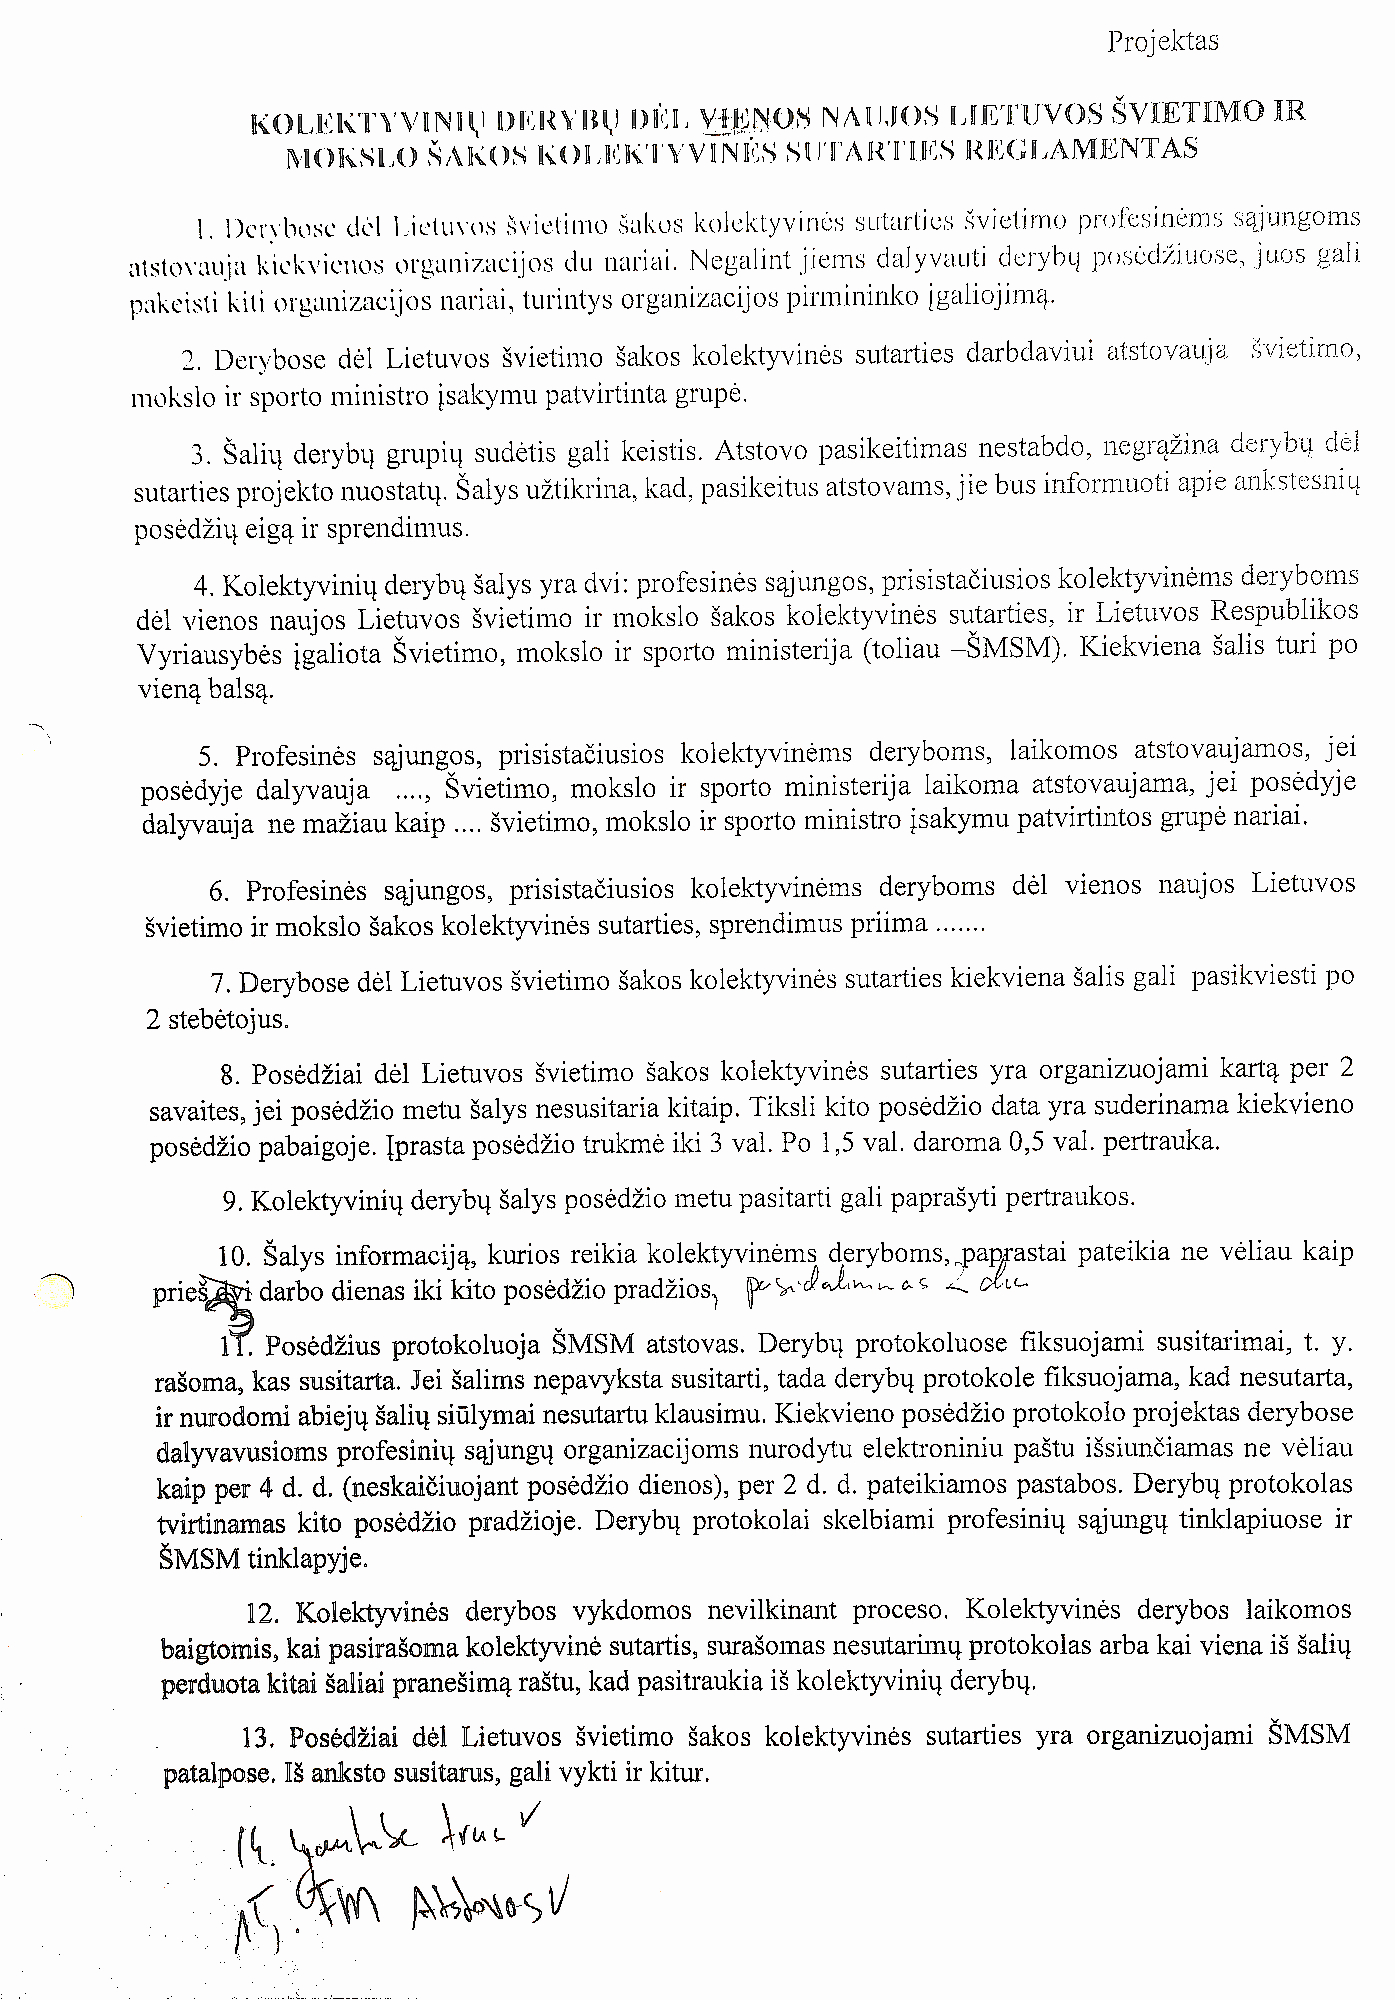 Projektas
KOLEKTYVINIŲ DERYBŲ DĖL VIENOS NAUJOS LIETUVOS ŠVIETIMO IR
MOKSLO ŠAKOS KOLEKTYVINĖS SUTARTIES REGLAMENTAS
1. Derybose dėl Lietuvos švietimo šakos kolektyvinės sutarties švietimo profesinėms sąjungoms
atstovauja kiekvienos organizacijos du nariai. Negalint jiems dalyvauti derybų posėdžiuose, juos gali
pakeisti kiti organizacijos nariai, turintys organizacijos pirmininko įgaliojimą.
2. Derybose dėl Lietuvos švietimo šakos kolektyvinės sutarties darbdaviui atstovauja švietimo,
mokslo ir sporto ministro įsakymu patvirtinta grupė.
3. Šalių derybų grupių sudėtis gali keistis. Atstovo pasikeitimas nestabdo, negrąžina derybų dėl
sutarties projekto nuostatų. Šalys užtikrina, kad, pasikeitus atstovams, jie bus informuoti apie ankstesnių
posėdžių eigą ir sprendimus.
4. Kolektyvinių derybų šalys yra dvi: profesinės sąjungos, prisistačiusios kolektyvinėms deryboms
dėl vienos naujos Lietuvos švietimo ir mokslo šakos kolektyvinės sutarties, ir Lietuvos Respublikos
Vyriausybės įgaliota Švietimo, mokslo ir sporto ministerija (toliau –ŠMSM). Kiekviena šalis turi po
vieną balsą.
5. Profesinės sąjungos, prisistačiusios kolektyvinėms deryboms, laikomos atstovaujamos, jei
posėdyje dalyvauja ...., Švietimo, mokslo ir sporto ministerija laikoma atstovaujama, jei posėdyje
dalyvauja ne mažiau kaip .... švietimo, mokslo ir sporto ministro įsakymu patvirtintos grupė nariai.
6. Profesinės sąjungos, prisistačiusios kolektyvinėms deryboms dėl vienos naujos Lietuvos
švietimo ir mokslo šakos kolektyvinės sutarties, sprendimus priima .......
7. Derybose dėl Lietuvos švietimo šakos kolektyvinės sutarties kiekviena šalis gali pasikviesti po
2 stebėtojus.
8. Posėdžiai dėl Lietuvos švietimo šakos kolektyvinės sutarties yra organizuojami kartą per 2
savaites, jei posėdžio metu šalys nesusitaria kitaip. Tiksli kito posėdžio data yra suderinama kiekvieno
posėdžio pabaigoje. Įprasta posėdžio trukmė iki 3 val. Po 1,5 val. daroma 0,5 val. pertrauka.
9. Kolektyvinių derybų šalys posėdžio metu pasitarti gali paprašyti pertraukos.
10. Šalys informaciją, kurios reikia kolektyvinėms deryboms, paprastai pateikia ne vėliau kaip
prieš dvi darbo dienas iki kito posėdžio pradžios,
11. Posėdžius protokoluoja ŠMSM atstovas. Derybų protokoluose fiksuojami susitarimai, t. y.
rašoma, kas susitarta. Jei šalims nepavyksta susitarti, tada derybų protokole fiksuojama, kad nesutarta,
ir nurodomi abiejų šalių siūlymai nesutartu klausimu. Kiekvieno posėdžio protokolo projektas derybose
dalyvavusioms profesinių sąjungų organizacijoms nurodytu elektroniniu paštu išsiunčiamas ne vėliau
kaip per 4 d. d. (neskaičiuojant posėdžio dienos), per 2 d. d. pateikiamos pastabos. Derybų protokolas
tvirtinamas kito posėdžio pradžioje. Derybų protokolai skelbiami profesinių sąjungų tinklapiuose ir
ŠMSM tinklapyje.
12. Kolektyvinės derybos vykdomos nevilkinant proceso. Kolektyvinės derybos laikomos
baigtomis, kai pasirašoma kolektyvinė sutartis, surašomas nesutarimų protokolas arba kai viena iš šalių
perduota kitai šaliai pranešimą raštu, kad pasitraukia iš kolektyvinių derybų.
13. Posėdžiai dėl Lietuvos švietimo šakos kolektyvinės sutarties yra organizuojami ŠMSM
patalpose. Iš anksto susitarus, gali vykti ir kitur.
14.
15. FM Atstovas